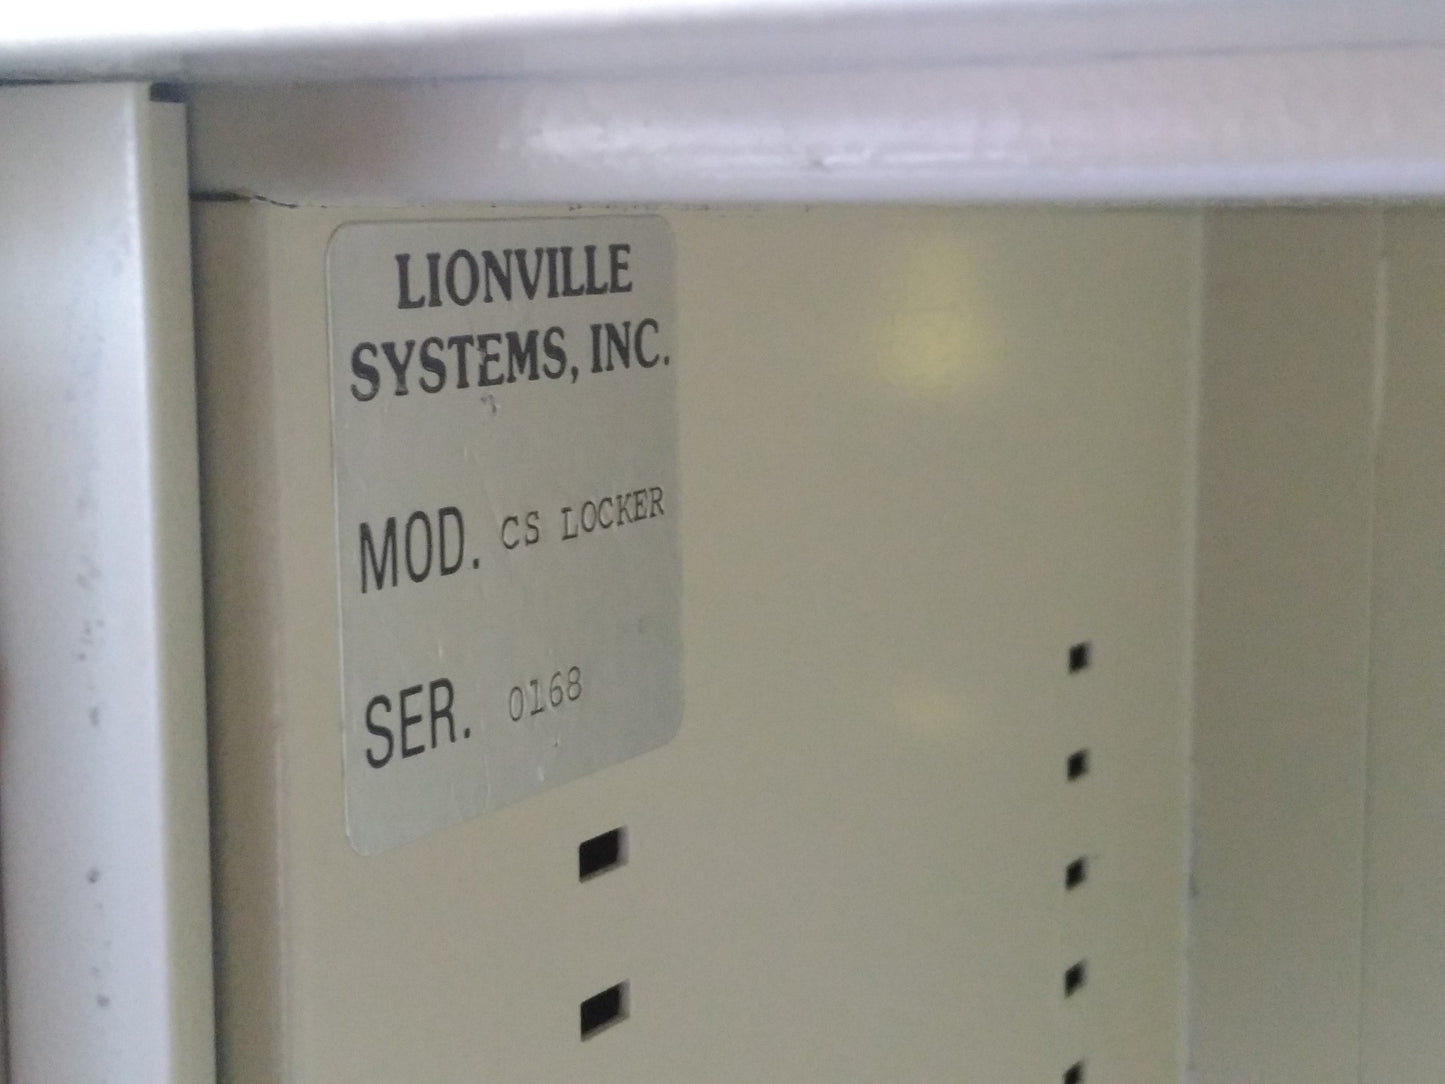 LIONVILLE
SYSTEMS, INC.
MOD. CS LOCKER
SER. 0168